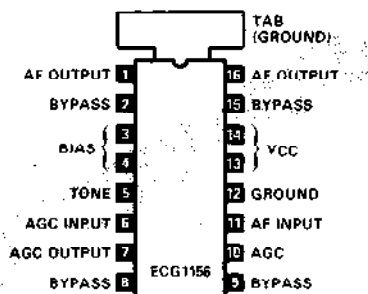 TAB
(GROUND)
AF OUTPUT 1 16 AF OUTPUT
BYPASS 2 15 BYPASS
BIAS 3 14 VCC
4 13
TONE 5 12 GROUND
AGC INPUT 6 11 AF INPUT
AGC OUTPUT 7 10 AGC
BYPASS 8 ECG1156 9 BYPASS